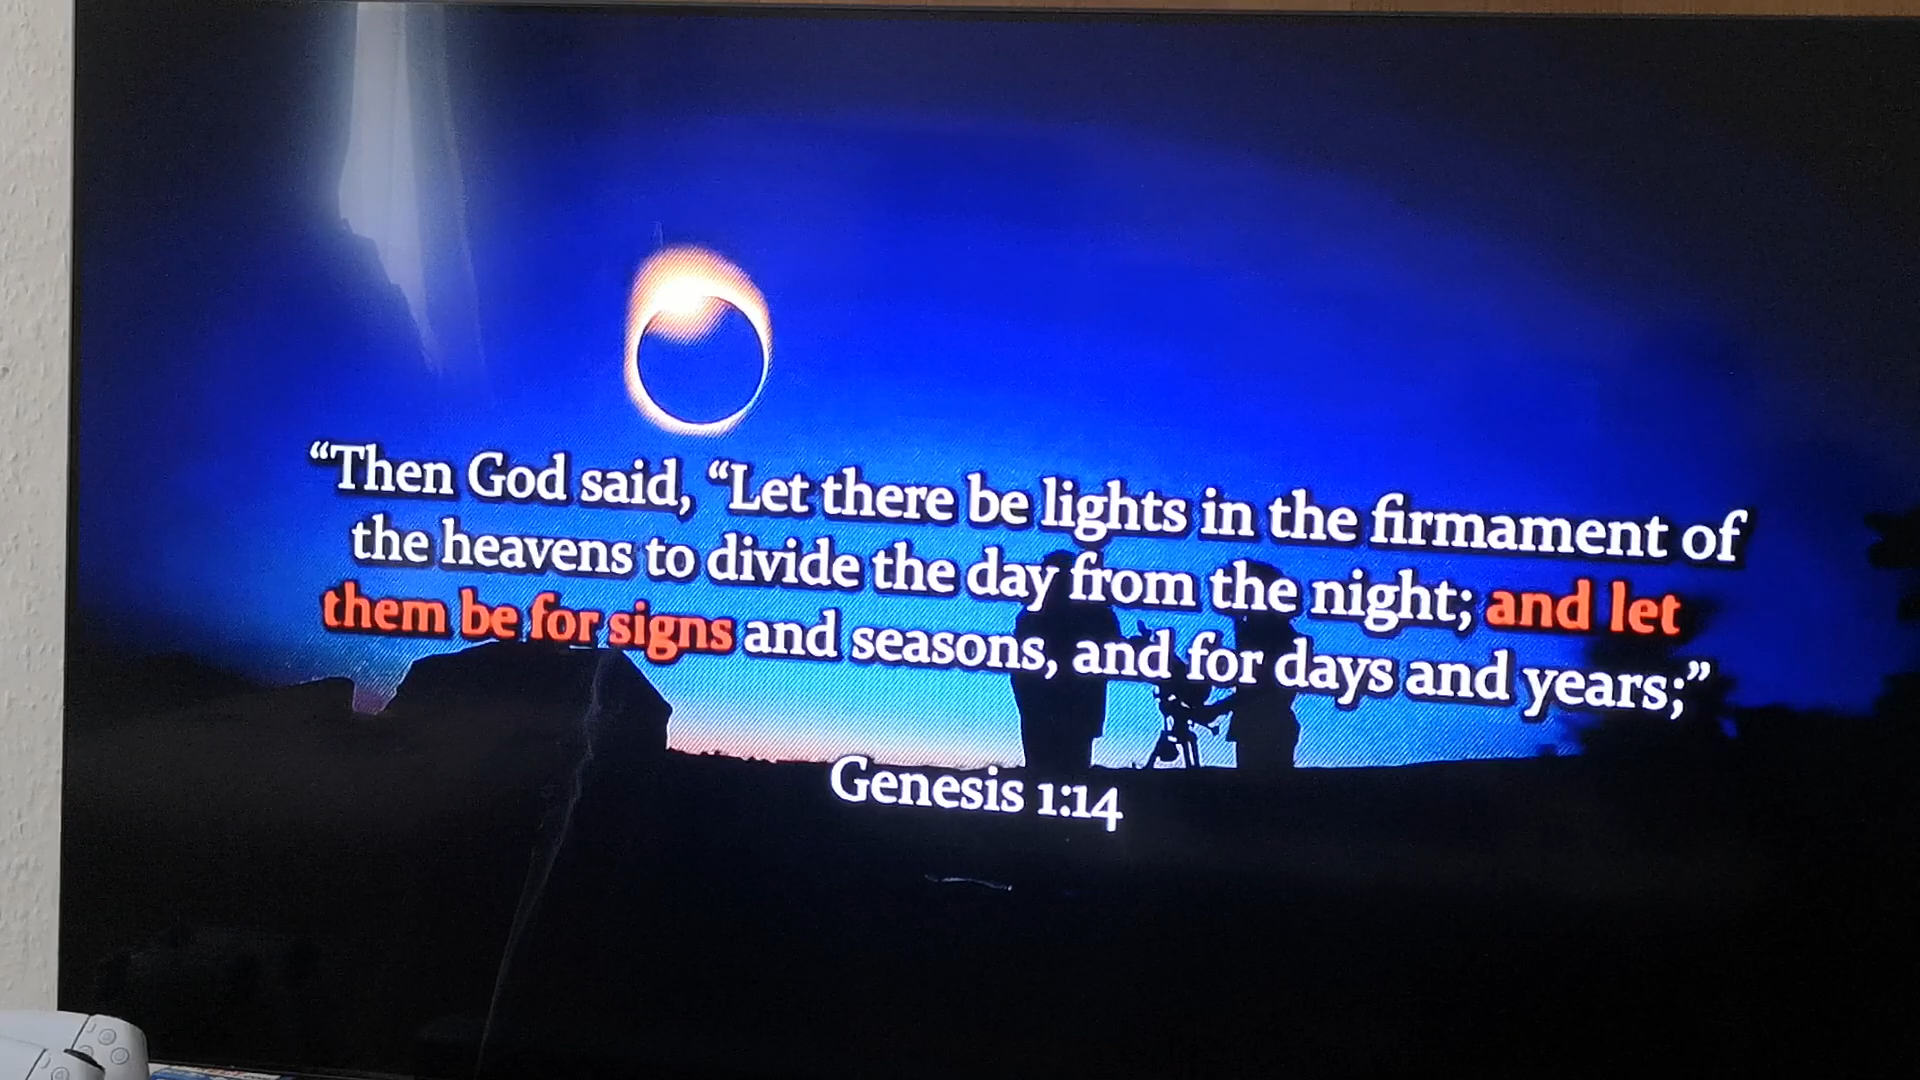 “Then God said, “Let there be lights in the firmament of
the heavens to divide the day from the night; and let
them be for signs and seasons, and for days and years;”
Genesis 1:14